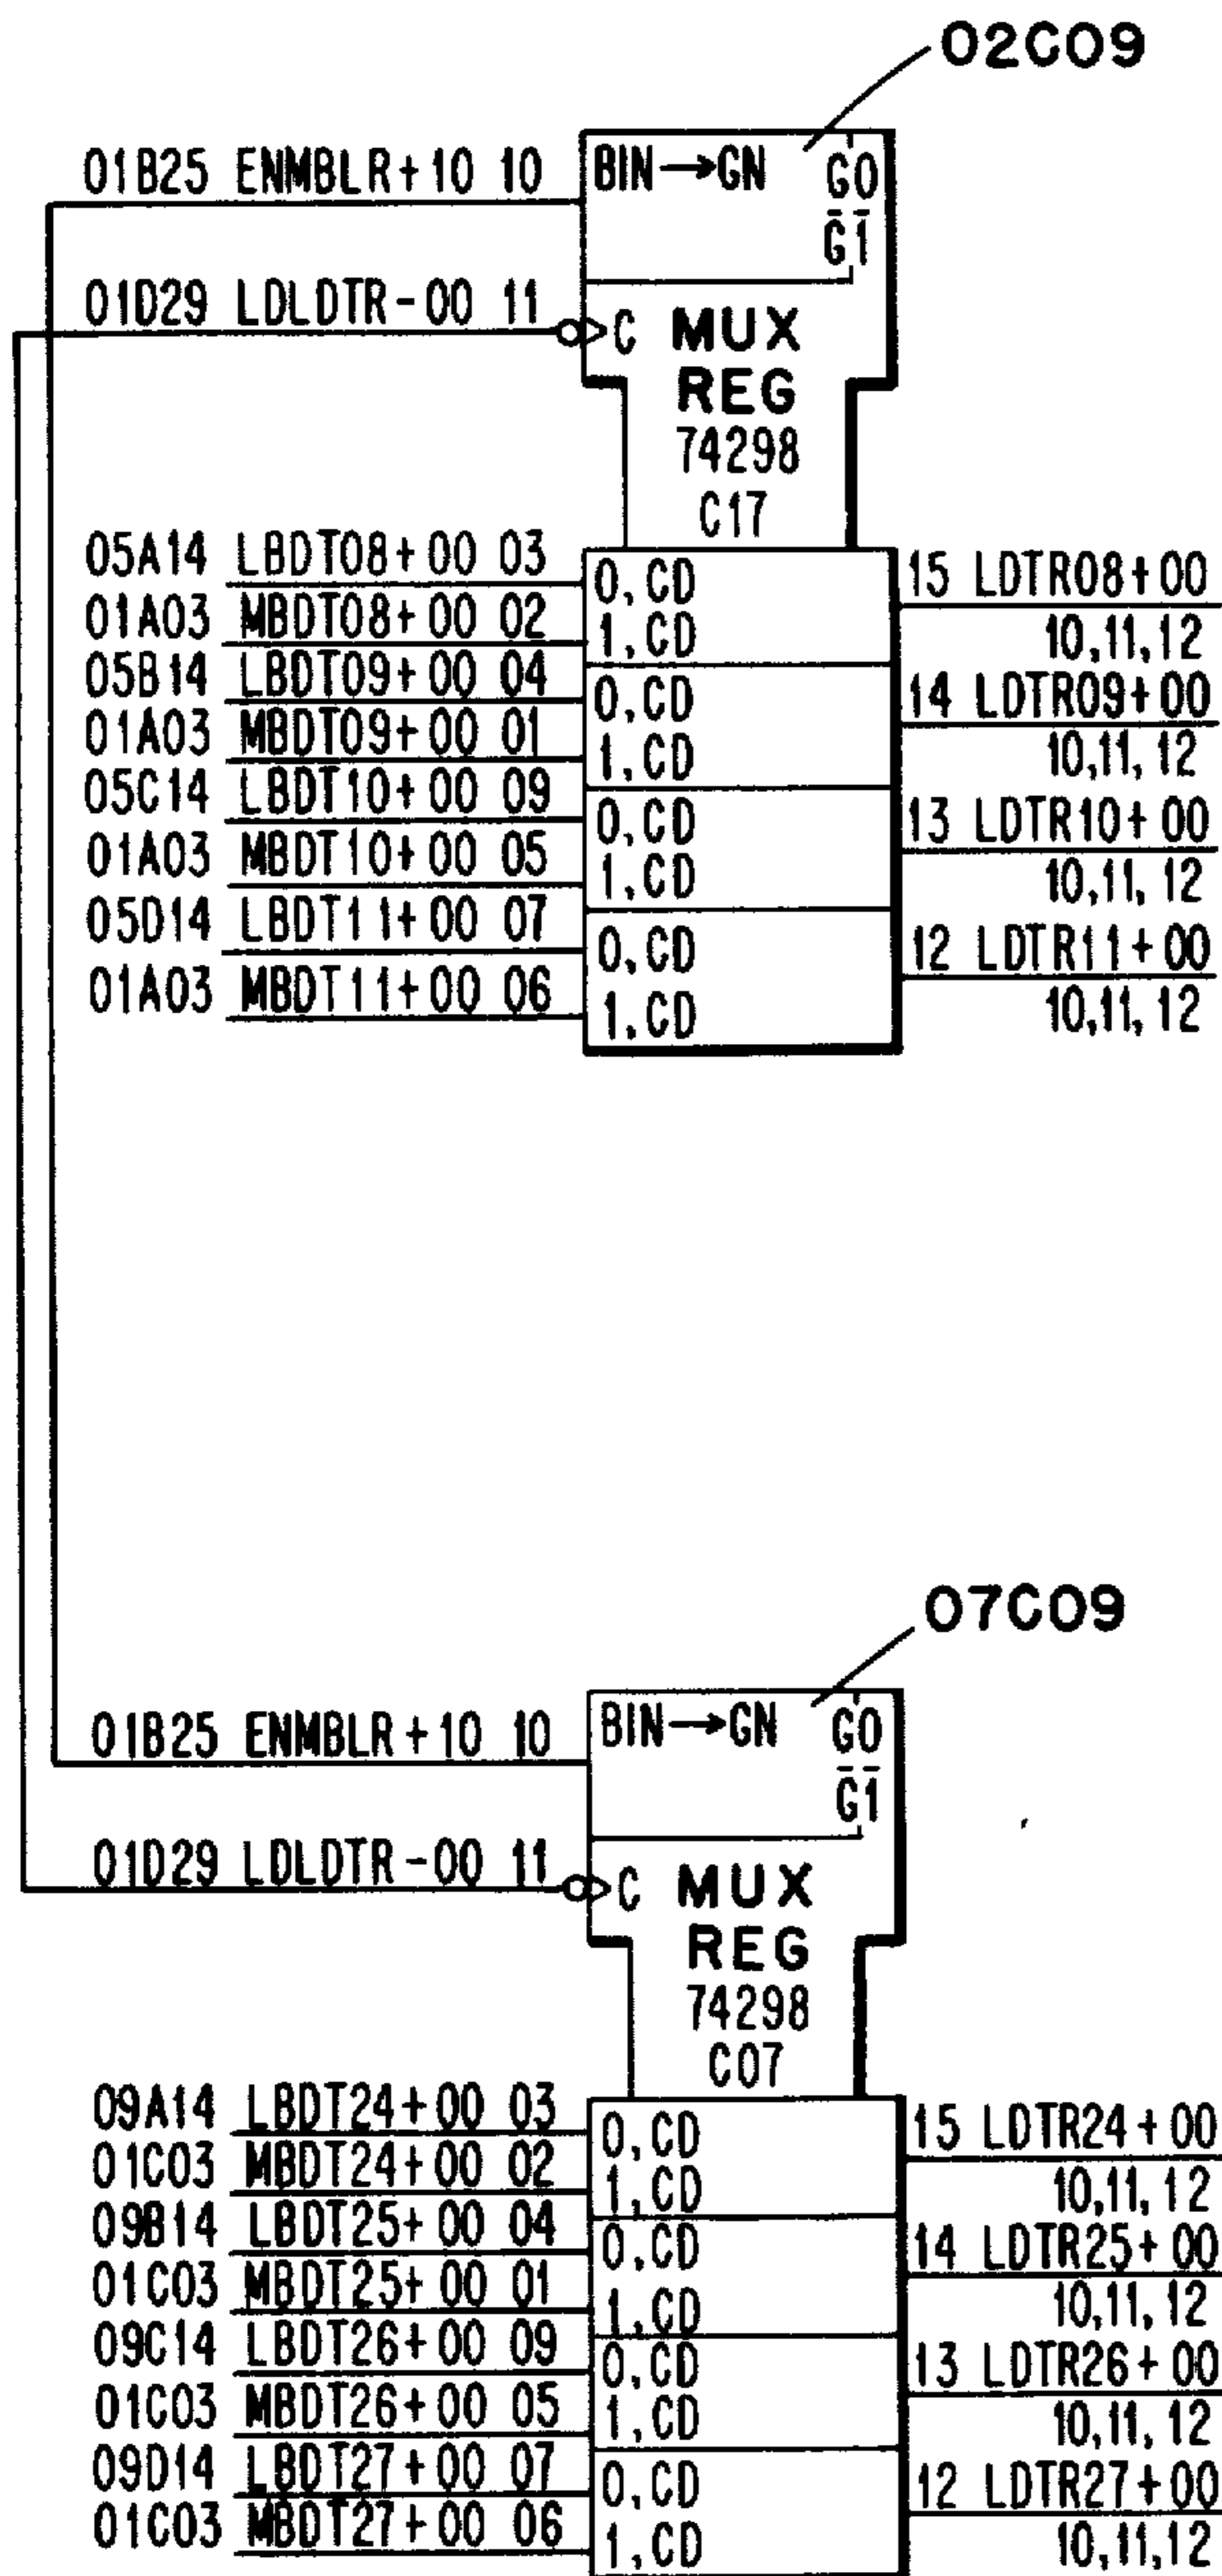 02C09
01B25 ENMBLR+10 10 BIN→GN G0
G1
01D29 LDLDTR-00 11 C MUX
REG
74298
C17
05A14 LBDT08+00 03 0,CD 15 LDTR08+00
01A03 MBDT08+00 02 1,CD 10,11,12
05B14 LBDT09+00 04 0,CD 14 LDTR09+00
01A03 MBDT09+00 01 1,CD 10,11,12
05C14 LBDT10+00 09 0,CD 13 LDTR10+00
01A03 MBDT10+00 05 1,CD 10,11,12
05D14 LBDT11+00 07 0,CD 12 LDTR11+00
01A03 MBDT11+00 06 1,CD 10,11,12
07C09
01B25 ENMBLR+10 10 BIN→GN G0
G1
01D29 LDLDTR-00 11 C MUX
REG
74298
C07
09A14 LBDT24+00 03 0,CD 15 LDTR24+00
01C03 MBDT24+00 02 1,CD 10,11,12
09B14 LBDT25+00 04 0,CD 14 LDTR25+00
01C03 MBDT25+00 01 1,CD 10,11,12
09C14 LBDT26+00 09 0,CD 13 LDTR26+00
01C03 MBDT26+00 05 1,CD 10,11,12
09D14 LBDT27+00 07 0,CD 12 LDTR27+00
01C03 MBDT27+00 06 1,CD 10,11,12